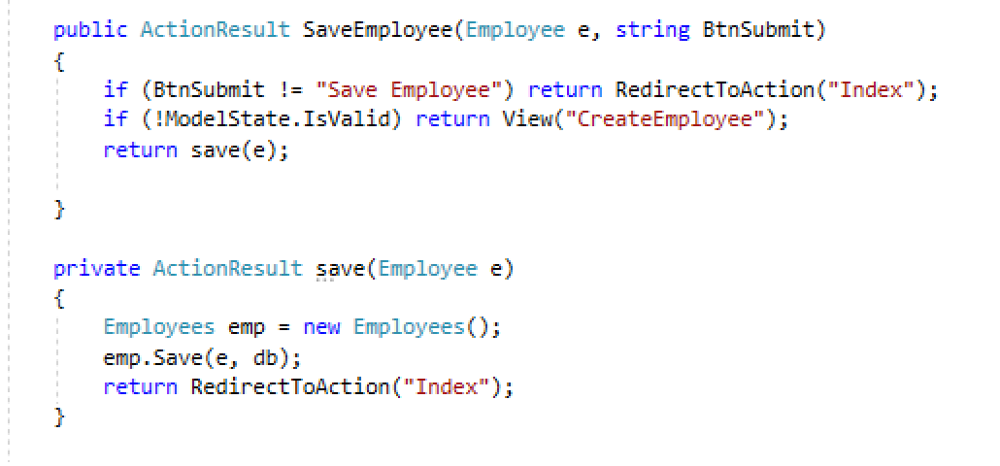 public ActionResult SaveEmployee(Employee e, string BtnSubmit)
{
if (BtnSubmit != "Save Employee") return RedirectToAction("Index");
if (!ModelState.IsValid) return View("CreateEmployee");
return save(e);
}
private ActionResult save(Employee e)
{
Employees emp = new Employees();
emp.Save(e, db);
return RedirectToAction("Index");
}